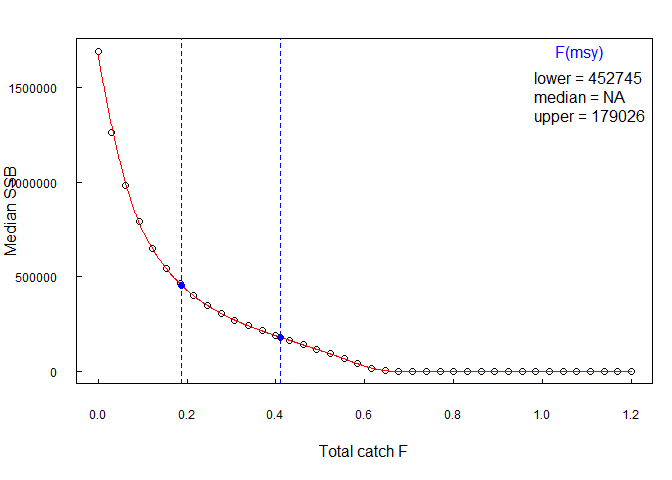 F(msy)
lower = 452745
median = NA
upper = 179026
Median SSB
1500000
1000000
500000
0
0.0 0.2 0.4 0.6 0.8 1.0 1.2
Total catch F